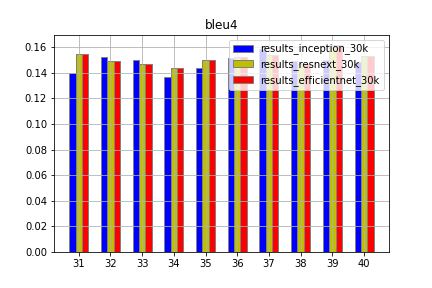 bleu4
results_inception_30k
results_resnext_30k
results_efficientnet_30k
0.16
0.14
0.12
0.10
0.08
0.06
0.04
0.02
0.00
31 32 33 34 35 36 37 38 39 40